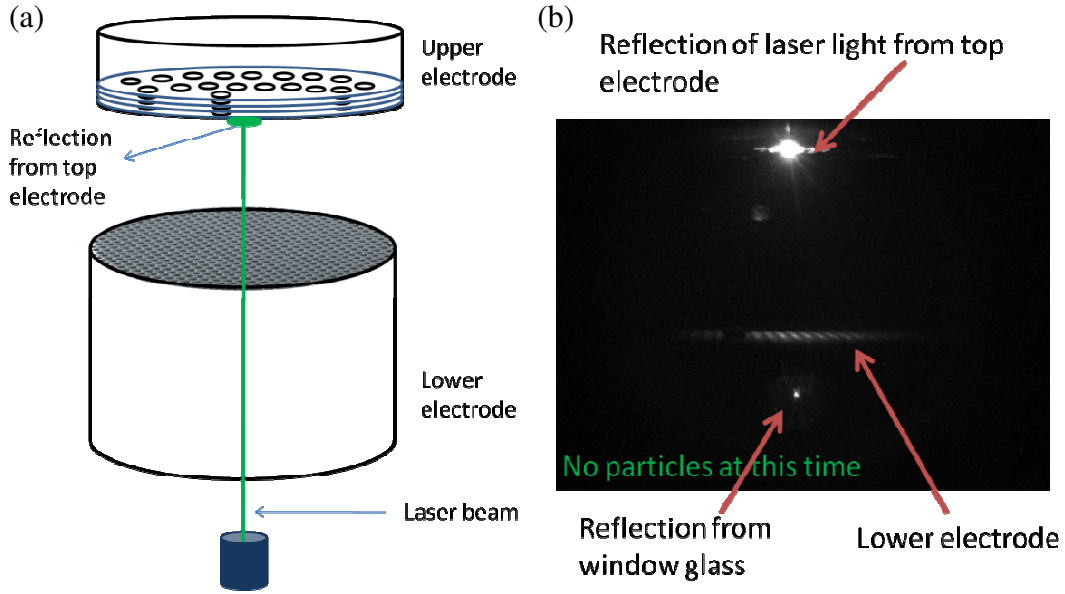 (a)
Upper
electrode
Reflection
from top
electrode
Lower
electrode
Laser beam
(b)
Reflection of laser light from top
electrode
No particles at this time
Reflection from
window glass
Lower electrode